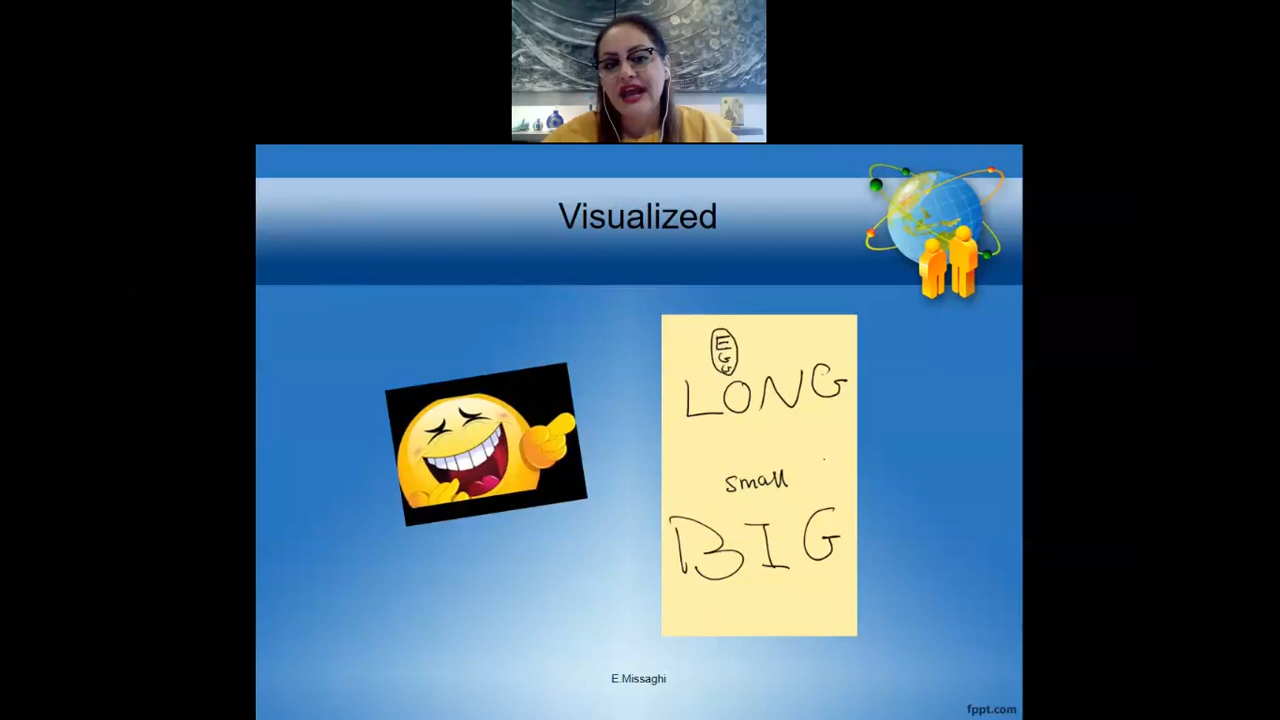 Visualized
E
G
G
LONG
small
BIG
E.Missaghi
fppt.com